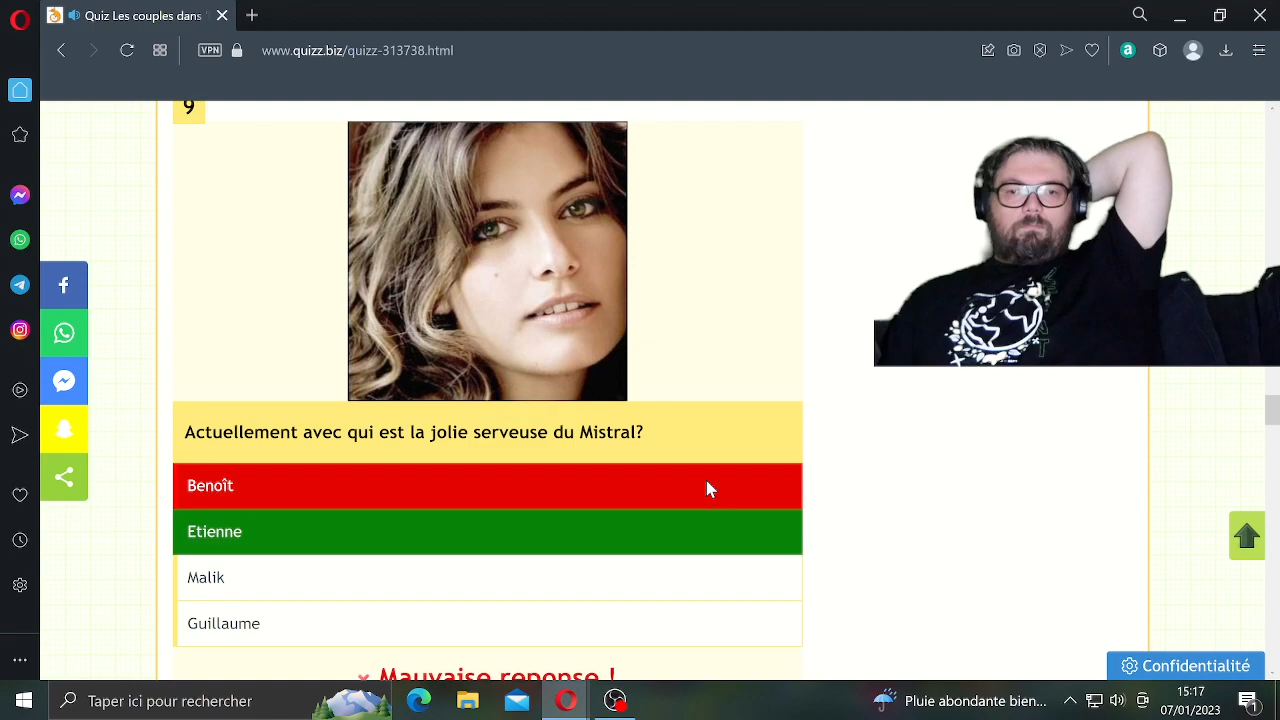 Quiz Les couples dans
VPN
www.quizz.biz/quizz-313738.html
9
Actuellement avec qui est la jolie serveuse du Mistral?
Benoît
Etienne
Malik
Guillaume
Mauvaise reponse !
Confidentialité
Taper ici pour rechercher
Pluie abondante bien...
15:17
07/01/2023